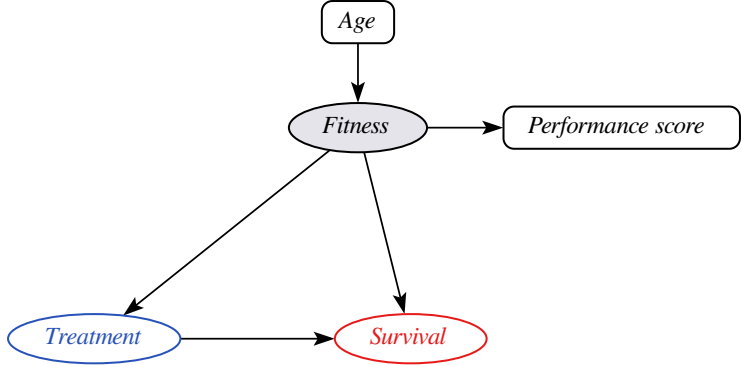 Age
Fitness
Performance score
Treatment
Survival